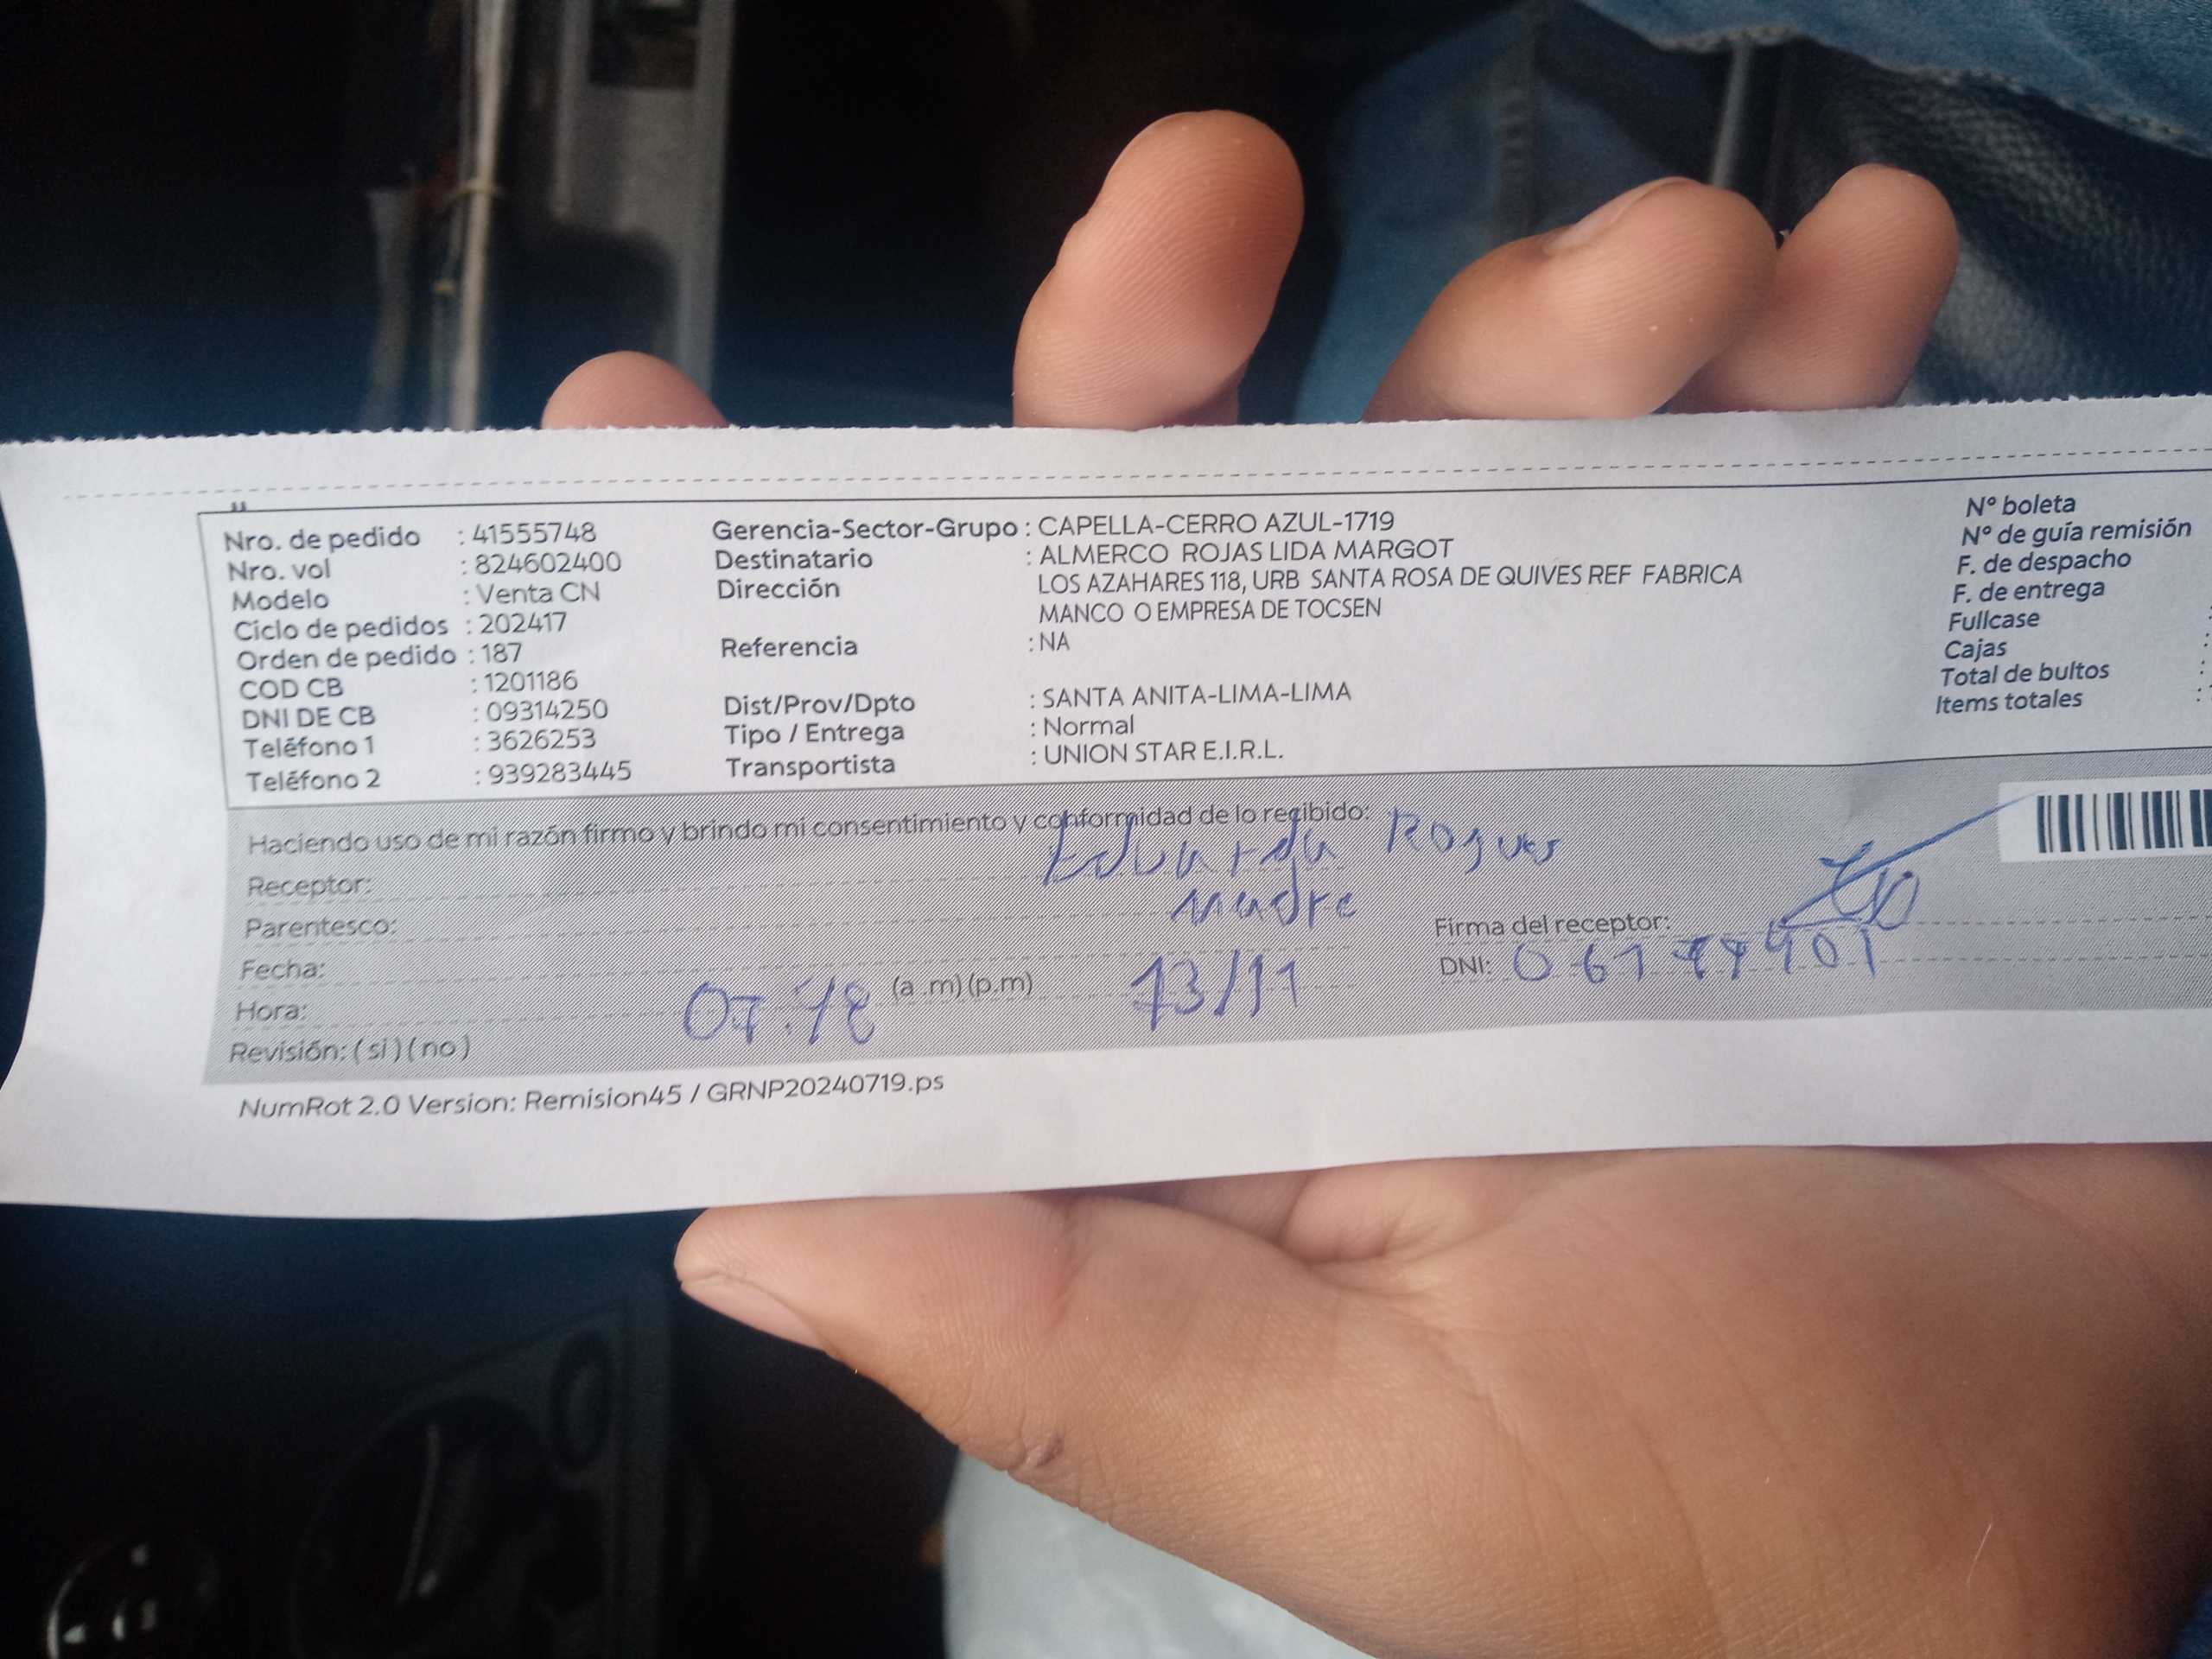 Nro. de pedido : 41555748
Nro. vol : 824602400
Modelo : Venta CN
Ciclo de pedidos : 202417
Orden de pedido : 187
COD CB : 1201186
DNI DE CB : 09314250
Teléfono 1 : 3626253
Teléfono 2 : 939283445
Gerencia-Sector-Grupo : CAPELLA-CERRO AZUL-1719
Destinatario : ALMERCO ROJAS LIDA MARGOT
Dirección LOS AZAHARES 118, URB SANTA ROSA DE QUIVES REF FABRICA
MANCO O EMPRESA DE TOCSEN
Referencia : NA
Dist/Prov/Dpto : SANTA ANITA-LIMA-LIMA
Tipo / Entrega : Normal
Transportista : UNION STAR E.I.R.L.
Nº boleta
Nº de guía remisión
F. de despacho
F. de entrega
Fullcase
Cajas
Total de bultos
Items totales
Haciendo uso de mi razón firmo y brindo mi consentimiento y conformidad de lo recibido:
Receptor:
Parentesco: madre
Fecha: 13/11
Hora: 07:18 (a .m) (p.m)
Revisión: ( si ) ( no )
Firma del receptor:
DNI:
NumRot 2.0 Version: Remision45 / GRNP20240719.ps